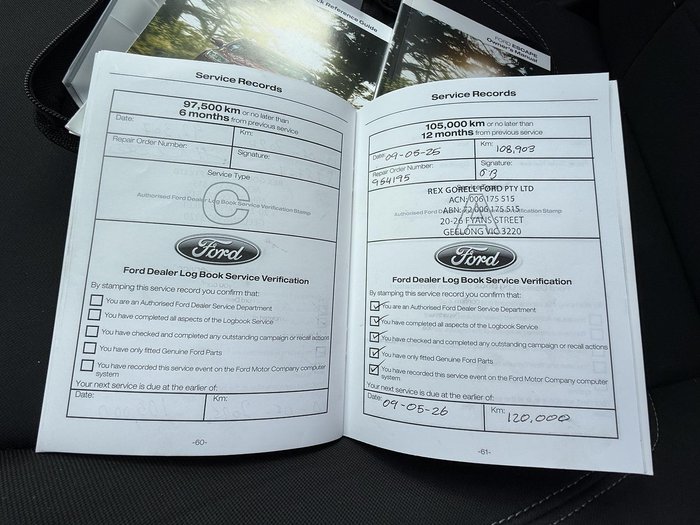 ck Reference Guide
FORD ESCAPE
Owner's Manual
Service Records
97,500 km or no later than
6 months from previous service
Date:
Km:
Repair Order Number:
Signature:
Service Type
C
Authorised Ford Dealer Log Book Service Verification Stamp
Ford
Ford Dealer Log Book Service Verification
By stamping this service record you confirm that:
You are an Authorised Ford Dealer Service Department
You have completed all aspects of the Logbook Service
You have checked and completed any outstanding campaign or recall actions
You have only fitted Genuine Ford Parts
You have recorded this service event on the Ford Motor Company computer
system
Your next service is due at the earlier of:
Date:
Km:
-60-
Service Records
105,000 km or no later than
12 months from previous service
Date: 09-05-25
Km: 108,903
Repair Order Number:
954195
Signature:
REX GORELL FORD PTY LTD
ACN: 006 175 515
Authorised Ford Dealer Log Book Service Verification Stamp
ABN: 72 006 175 515
20-26 FYANS STREET
GEELONG VIC 3220
A
Ford
Ford Dealer Log Book Service Verification
By stamping this service record you confirm that:
You are an Authorised Ford Dealer Service Department
You have completed all aspects of the Logbook Service
You have checked and completed any outstanding campaign or recall actions
You have only fitted Genuine Ford Parts
You have recorded this service event on the Ford Motor Company computer
system
Your next service is due at the earlier of:
Date: 09-05-26
Km: 120,000
-61-